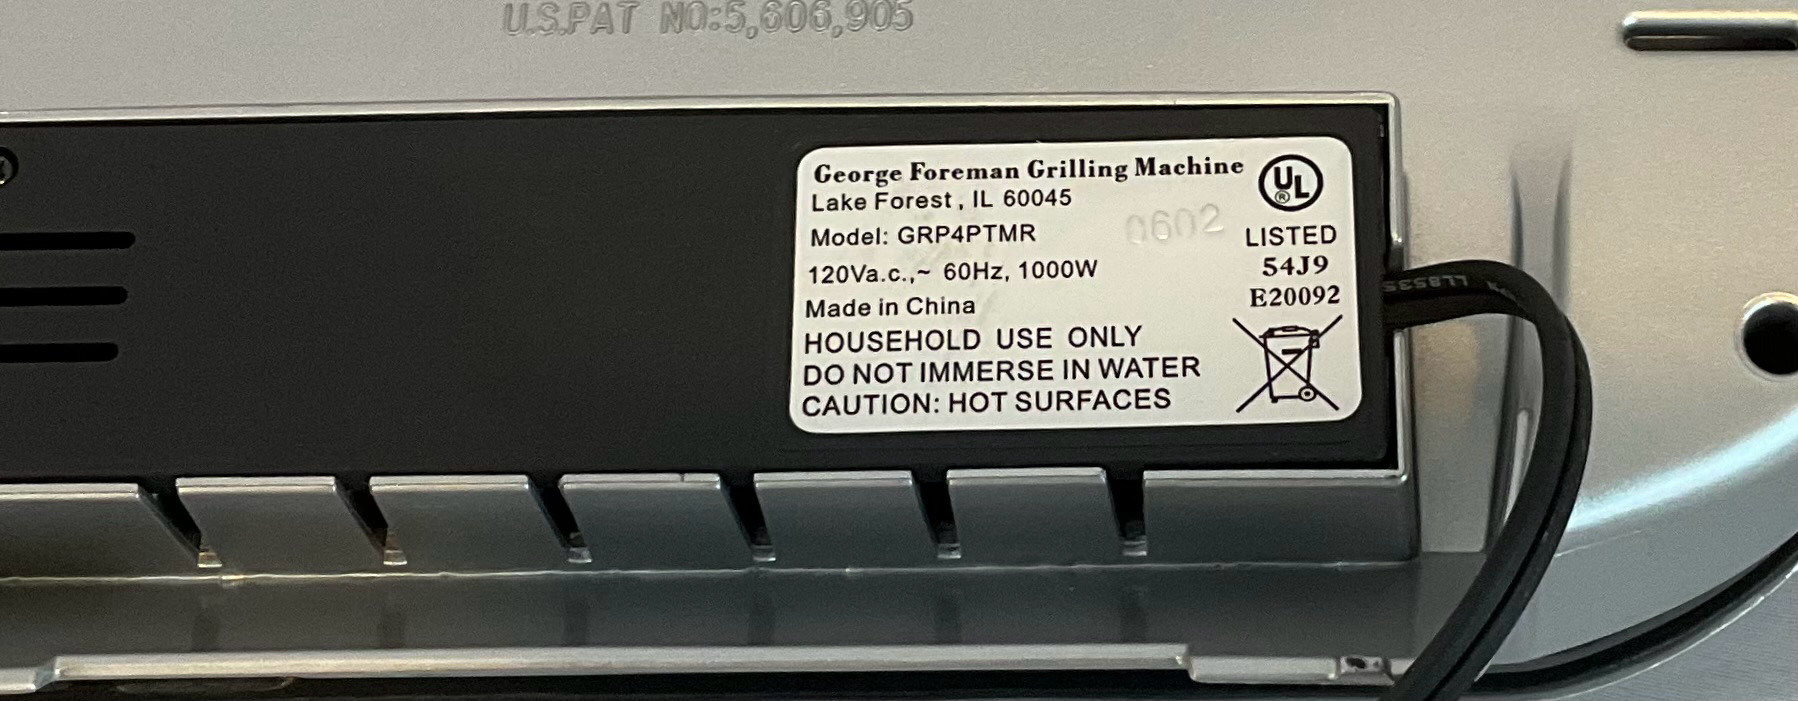 U.S.PAT NO:5,606,905
George Foreman Grilling Machine
Lake Forest, IL 60045
Model: GRP4PTMR
0602
120Va.c.,~ 60Hz, 1000W
Made in China
HOUSEHOLD USE ONLY
DO NOT IMMERSE IN WATER
CAUTION: HOT SURFACES
UL
®
LISTED
54J9
E20092